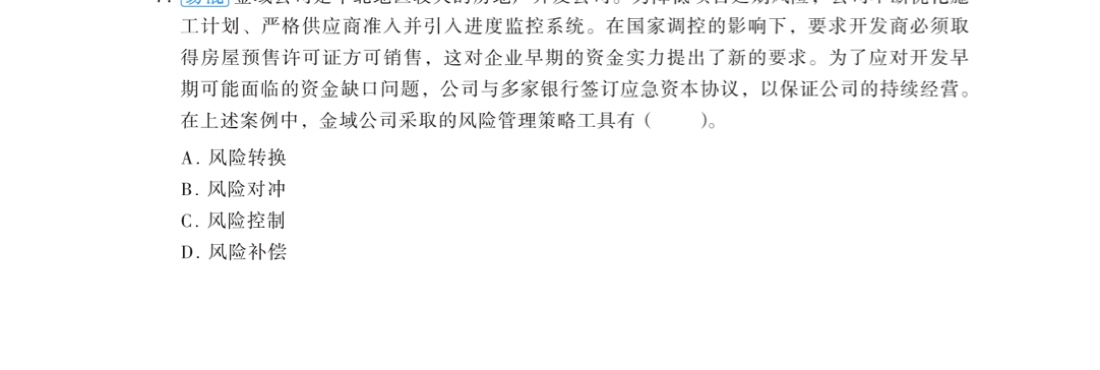 工计划、严格供应商准入并引入进度监控系统。在国家调控的影响下，要求开发商必须取
得房屋预售许可证方可销售，这对企业早期的资金实力提出了新的要求。为了应对开发早
期可能面临的资金缺口问题，公司与多家银行签订应急资本协议，以保证公司的持续经营。
在上述案例中，金域公司采取的风险管理策略工具有（　　）。
A. 风险转换
B. 风险对冲
C. 风险控制
D. 风险补偿